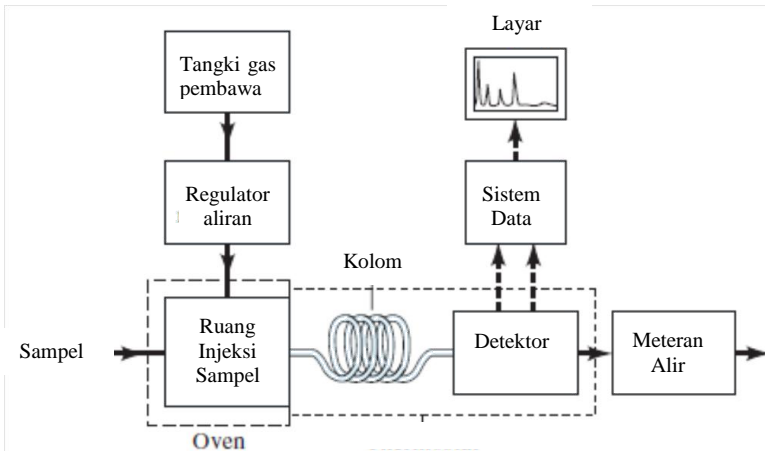 Layar
Tangki gas
pembawa
Regulator
aliran
Sistem
Data
Kolom
Sampel
Ruang
Injeksi
Sampel
Detektor
Meteran
Alir
Oven